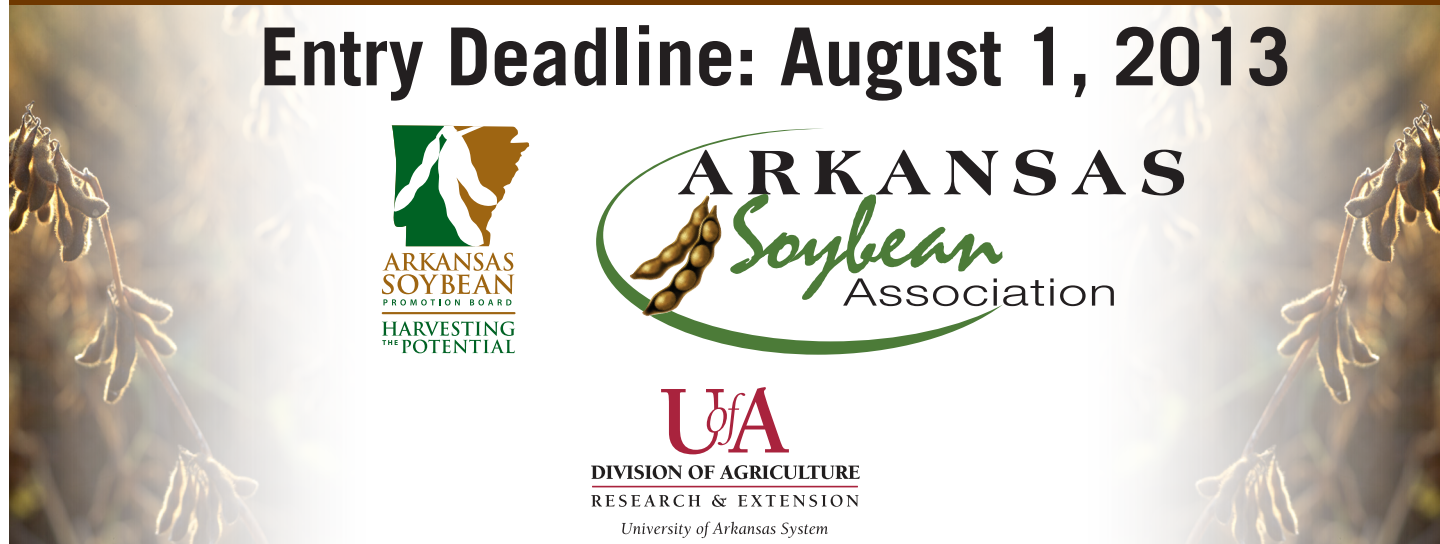 Entry Deadline: August 1, 2013
ARKANSAS
SOYBEAN
PROMOTION BOARD
HARVESTING
THE POTENTIAL
ARKANSAS
Soybean
Association
UofA
DIVISION OF AGRICULTURE
RESEARCH & EXTENSION
University of Arkansas System